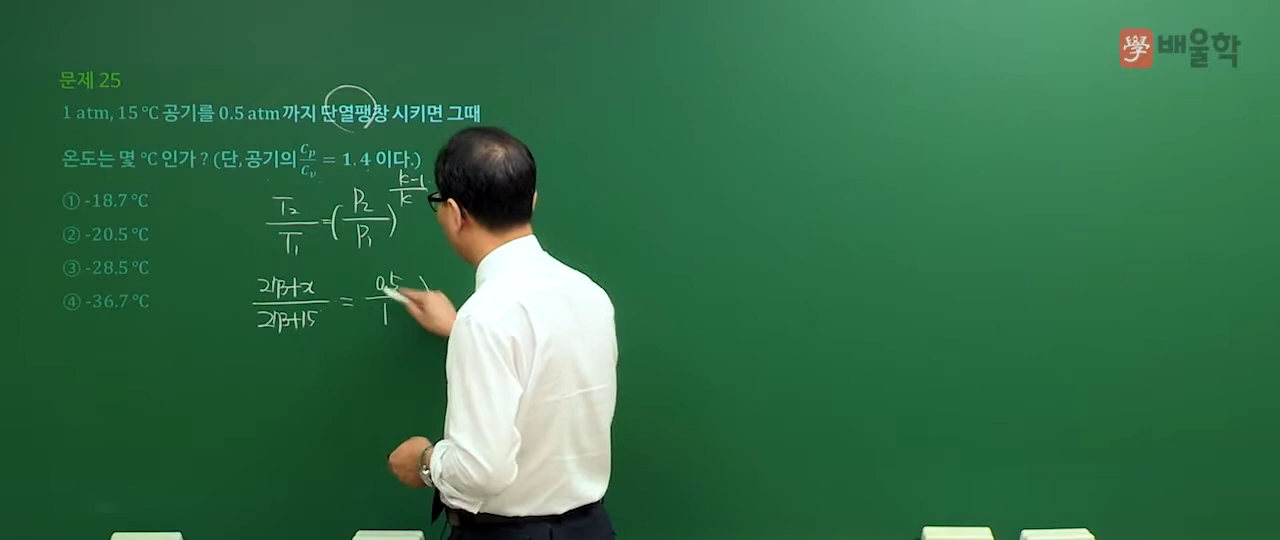 學 배울학
문제 25
1 atm, 15 ℃ 공기를 0.5 atm 까지 단열팽창 시키면 그때
온도는 몇 ℃ 인가 ? (단, 공기의 Cp/Cv = 1.4 이다.)
① -18.7 ℃
② -20.5 ℃
③ -28.5 ℃
④ -36.7 ℃
T₂/T₁ = (P₂/P₁)^(k-1/k)
273+x/273+15 = 0.5/1 )